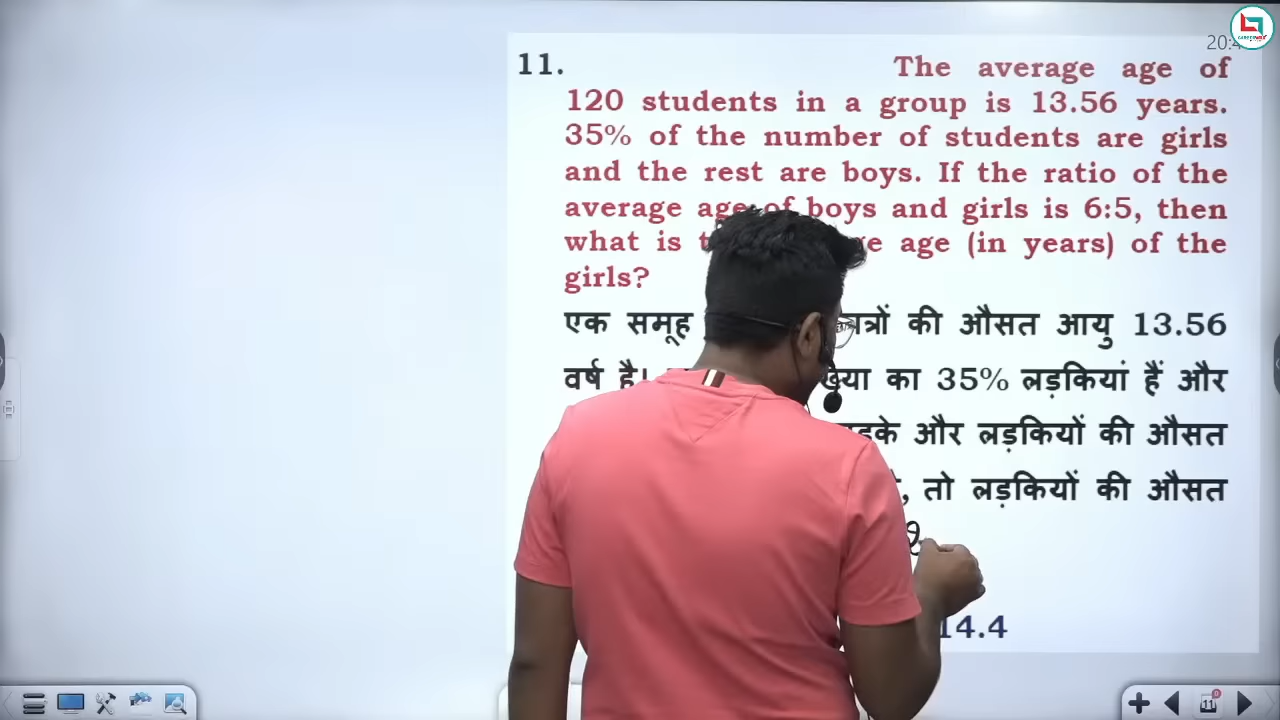 20:4
11. The average age of
120 students in a group is 13.56 years.
35% of the number of students are girls
and the rest are boys. If the ratio of the
average age of boys and girls is 6:5, then
what is age (in years) of the
girls?
एक समूह की औसत आयु 13.56
वर्ष है। का 35% लड़कियां हैं और
और लड़कियों की औसत
तो लड़कियों की औसत
14.4
11